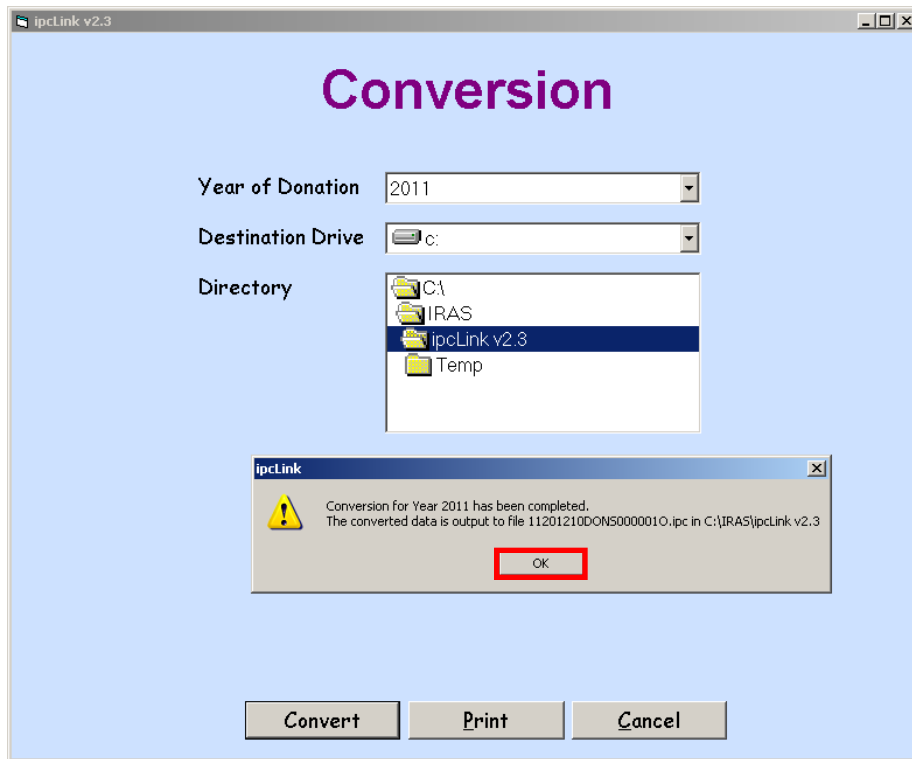 ipcLink v2.3
Conversion
Year of Donation 2011
Destination Drive c:
Directory C:\
IRAS
ipcLink v2.3
Temp
ipcLink
Conversion for Year 2011 has been completed.
The converted data is output to file 11201210DONS000001O.ipc in C:\IRAS\ipcLink v2.3
OK
Convert Print Cancel